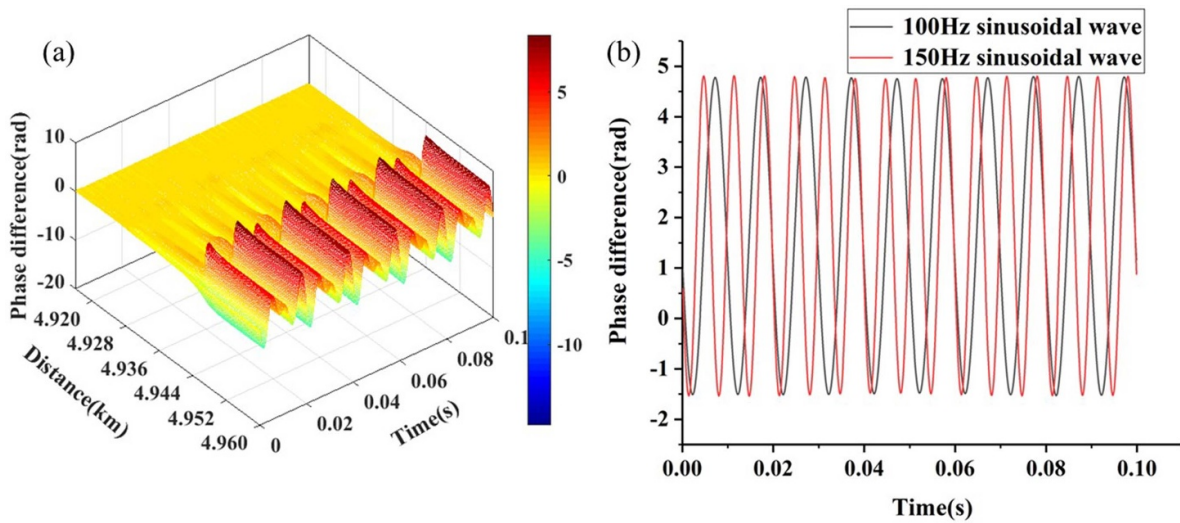 (a)
Phase difference(rad)
10
0
-10
-20
4.920
4.928
4.936
4.944
4.952
4.960
Distance(km)
0
0.02
0.04
0.06
0.08
0.1
Time(s)
5
0
-5
-10
(b)
100Hz sinusoidal wave
150Hz sinusoidal wave
Phase difference(rad)
5
4
3
2
1
0
-1
-2
0.00 0.02 0.04 0.06 0.08 0.10
Time(s)